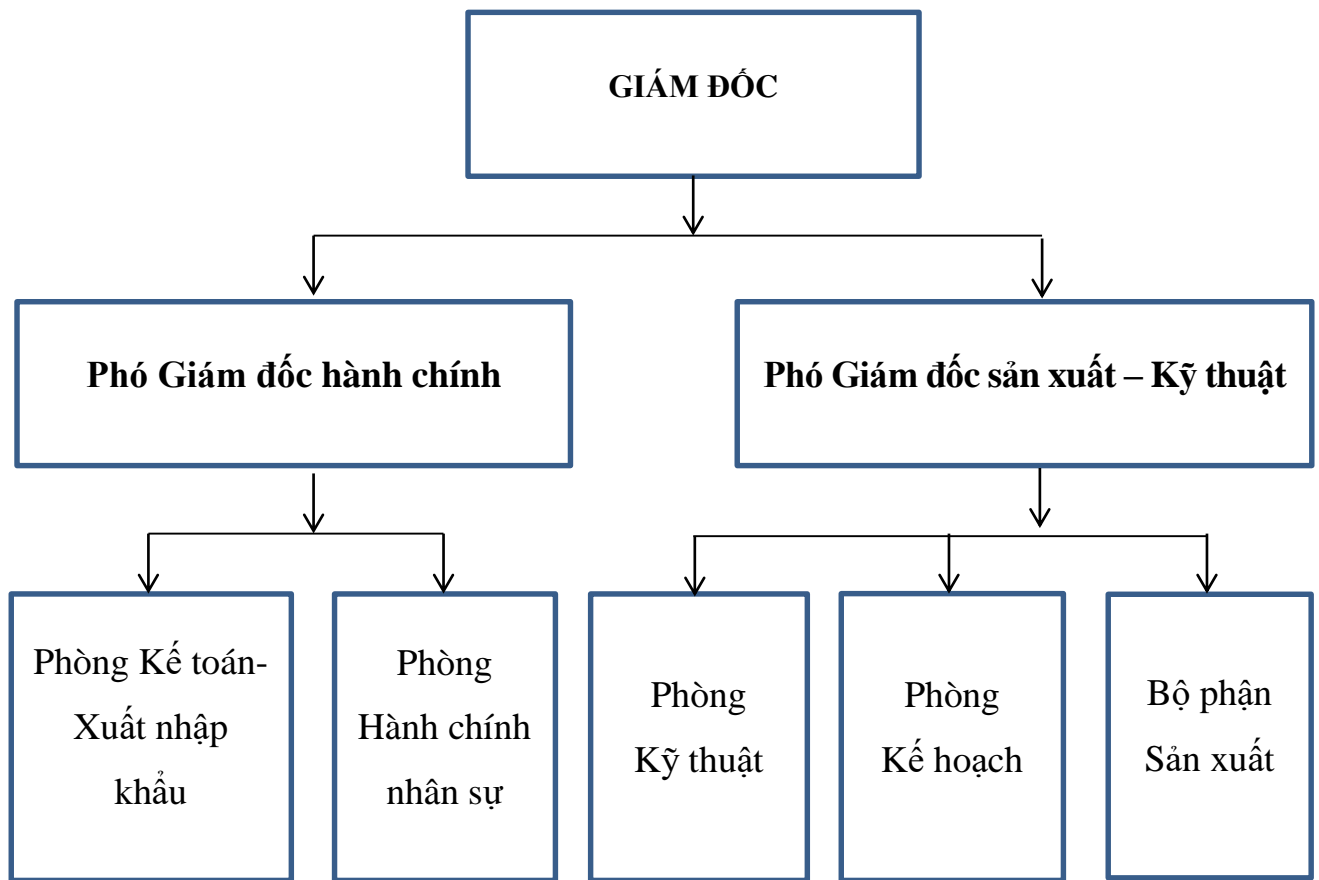 GIÁM ĐỐC
Phó Giám đốc hành chính
Phó Giám đốc sản xuất – Kỹ thuật
Phòng Kế toán-
Xuất nhập
khẩu
Phòng
Hành chính
nhân sự
Phòng
Kỹ thuật
Phòng
Kế hoạch
Bộ phận
Sản xuất